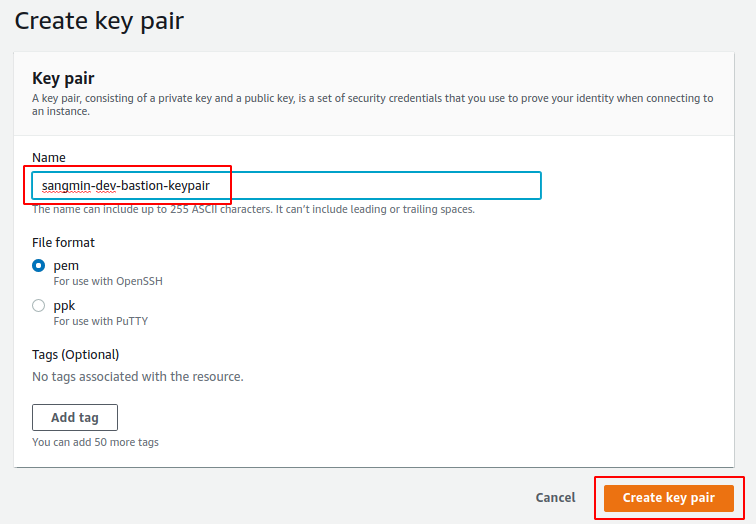 Create key pair
Key pair
A key pair, consisting of a private key and a public key, is a set of security credentials that you use to prove your identity when connecting to
an instance.
Name
sangmin-dev-bastion-keypair
The name can include up to 255 ASCII characters. It can't include leading or trailing spaces.
File format
pem
For use with OpenSSH
ppk
For use with PuTTY
Tags (Optional)
No tags associated with the resource.
Add tag
You can add 50 more tags
Cancel
Create key pair